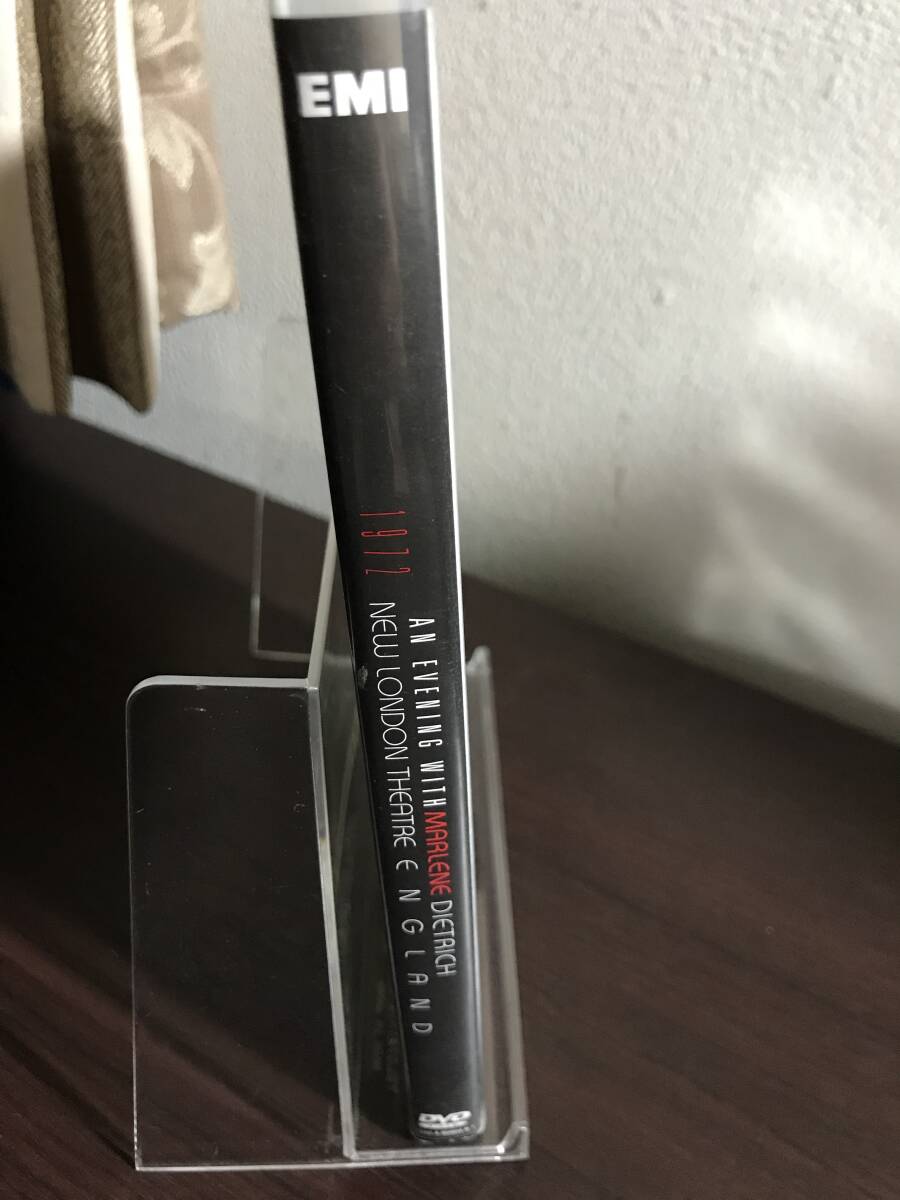 EMI
1972
AN EVENING WITH MARLENE DIETRICH
NEW LONDON THEATRE ENGLAND
DVD